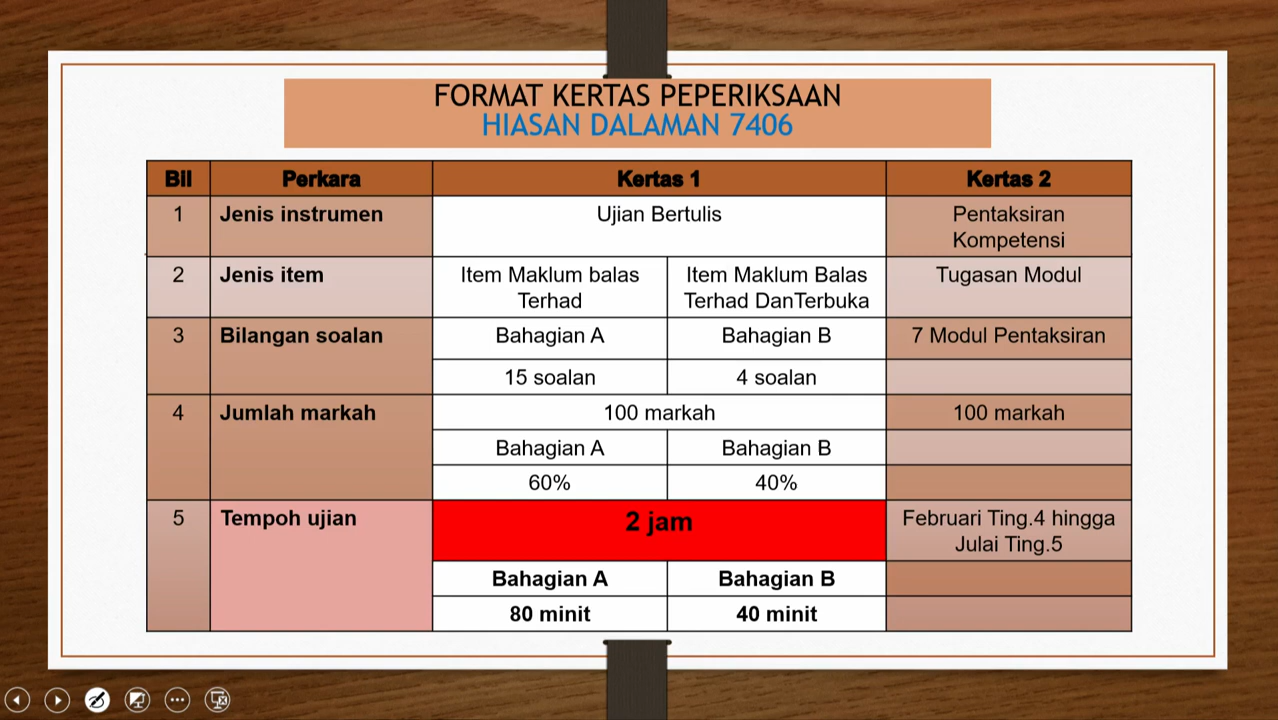 FORMAT KERTAS PEPERIKSAAN
HIASAN DALAMAN 7406
Bil Perkara Kertas 1 Kertas 2
1 Jenis instrumen Ujian Bertulis Pentaksiran
Kompetensi
2 Jenis item Item Maklum balas Item Maklum Balas Tugasan Modul
Terhad Terhad DanTerbuka
3 Bilangan soalan Bahagian A Bahagian B 7 Modul Pentaksiran
15 soalan 4 soalan
4 Jumlah markah 100 markah 100 markah
Bahagian A Bahagian B
60% 40%
5 Tempoh ujian 2 jam Februari Ting.4 hingga
Julai Ting.5
Bahagian A Bahagian B
80 minit 40 minit